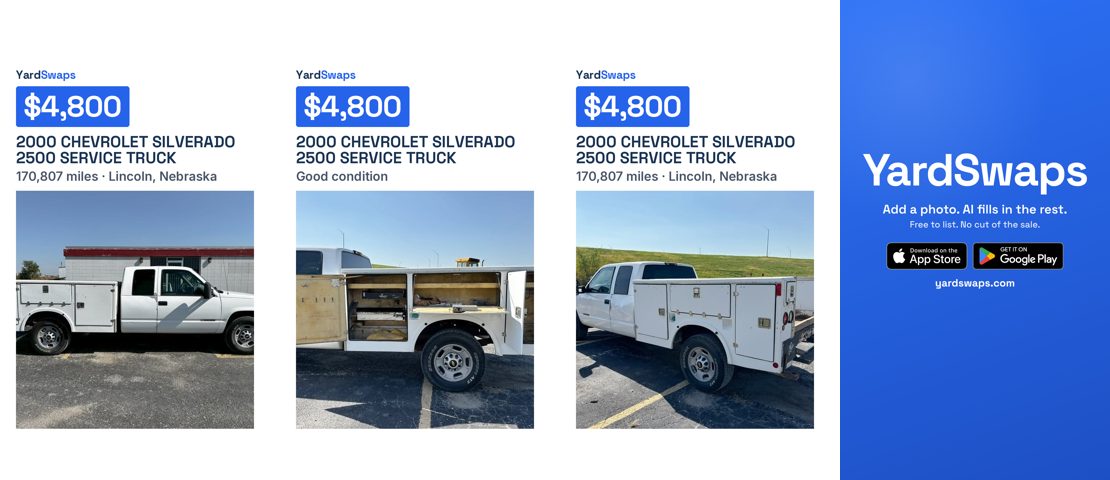 YardSwaps
$4,800
2000 CHEVROLET SILVERADO
2500 SERVICE TRUCK
170,807 miles · Lincoln, Nebraska
YardSwaps
$4,800
2000 CHEVROLET SILVERADO
2500 SERVICE TRUCK
Good condition
YardSwaps
$4,800
2000 CHEVROLET SILVERADO
2500 SERVICE TRUCK
170,807 miles · Lincoln, Nebraska
YardSwaps
Add a photo. AI fills in the rest.
Free to list. No cut of the sale.
Download on the
App Store
GET IT ON
Google Play
yardswaps.com